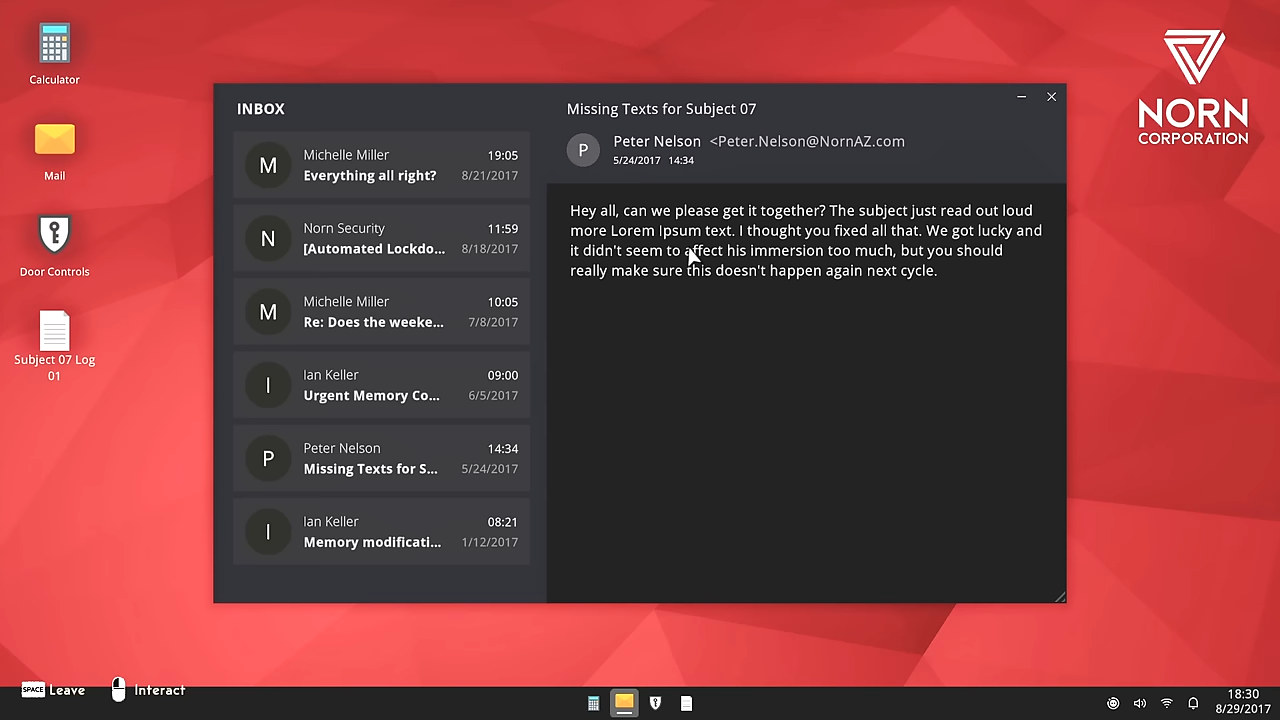 Calculator
Mail
Door Controls
Subject 07 Log
01
NORN
CORPORATION
INBOX
M
Michelle Miller 19:05
Everything all right? 8/21/2017
N
Norn Security 11:59
[Automated Lockdo... 8/18/2017
M
Michelle Miller 10:05
Re: Does the weeke... 7/8/2017
I
Ian Keller 09:00
Urgent Memory Co... 6/5/2017
P
Peter Nelson 14:34
Missing Texts for S... 5/24/2017
I
Ian Keller 08:21
Memory modificati... 1/12/2017
Missing Texts for Subject 07
P
Peter Nelson <Peter.Nelson@NornAZ.com
5/24/2017 14:34
Hey all, can we please get it together? The subject just read out loud
more Lorem Ipsum text. I thought you fixed all that. We got lucky and
it didn't seem to affect his immersion too much, but you should
really make sure this doesn't happen again next cycle.
SPACE Leave Interact
18:30
8/29/2017